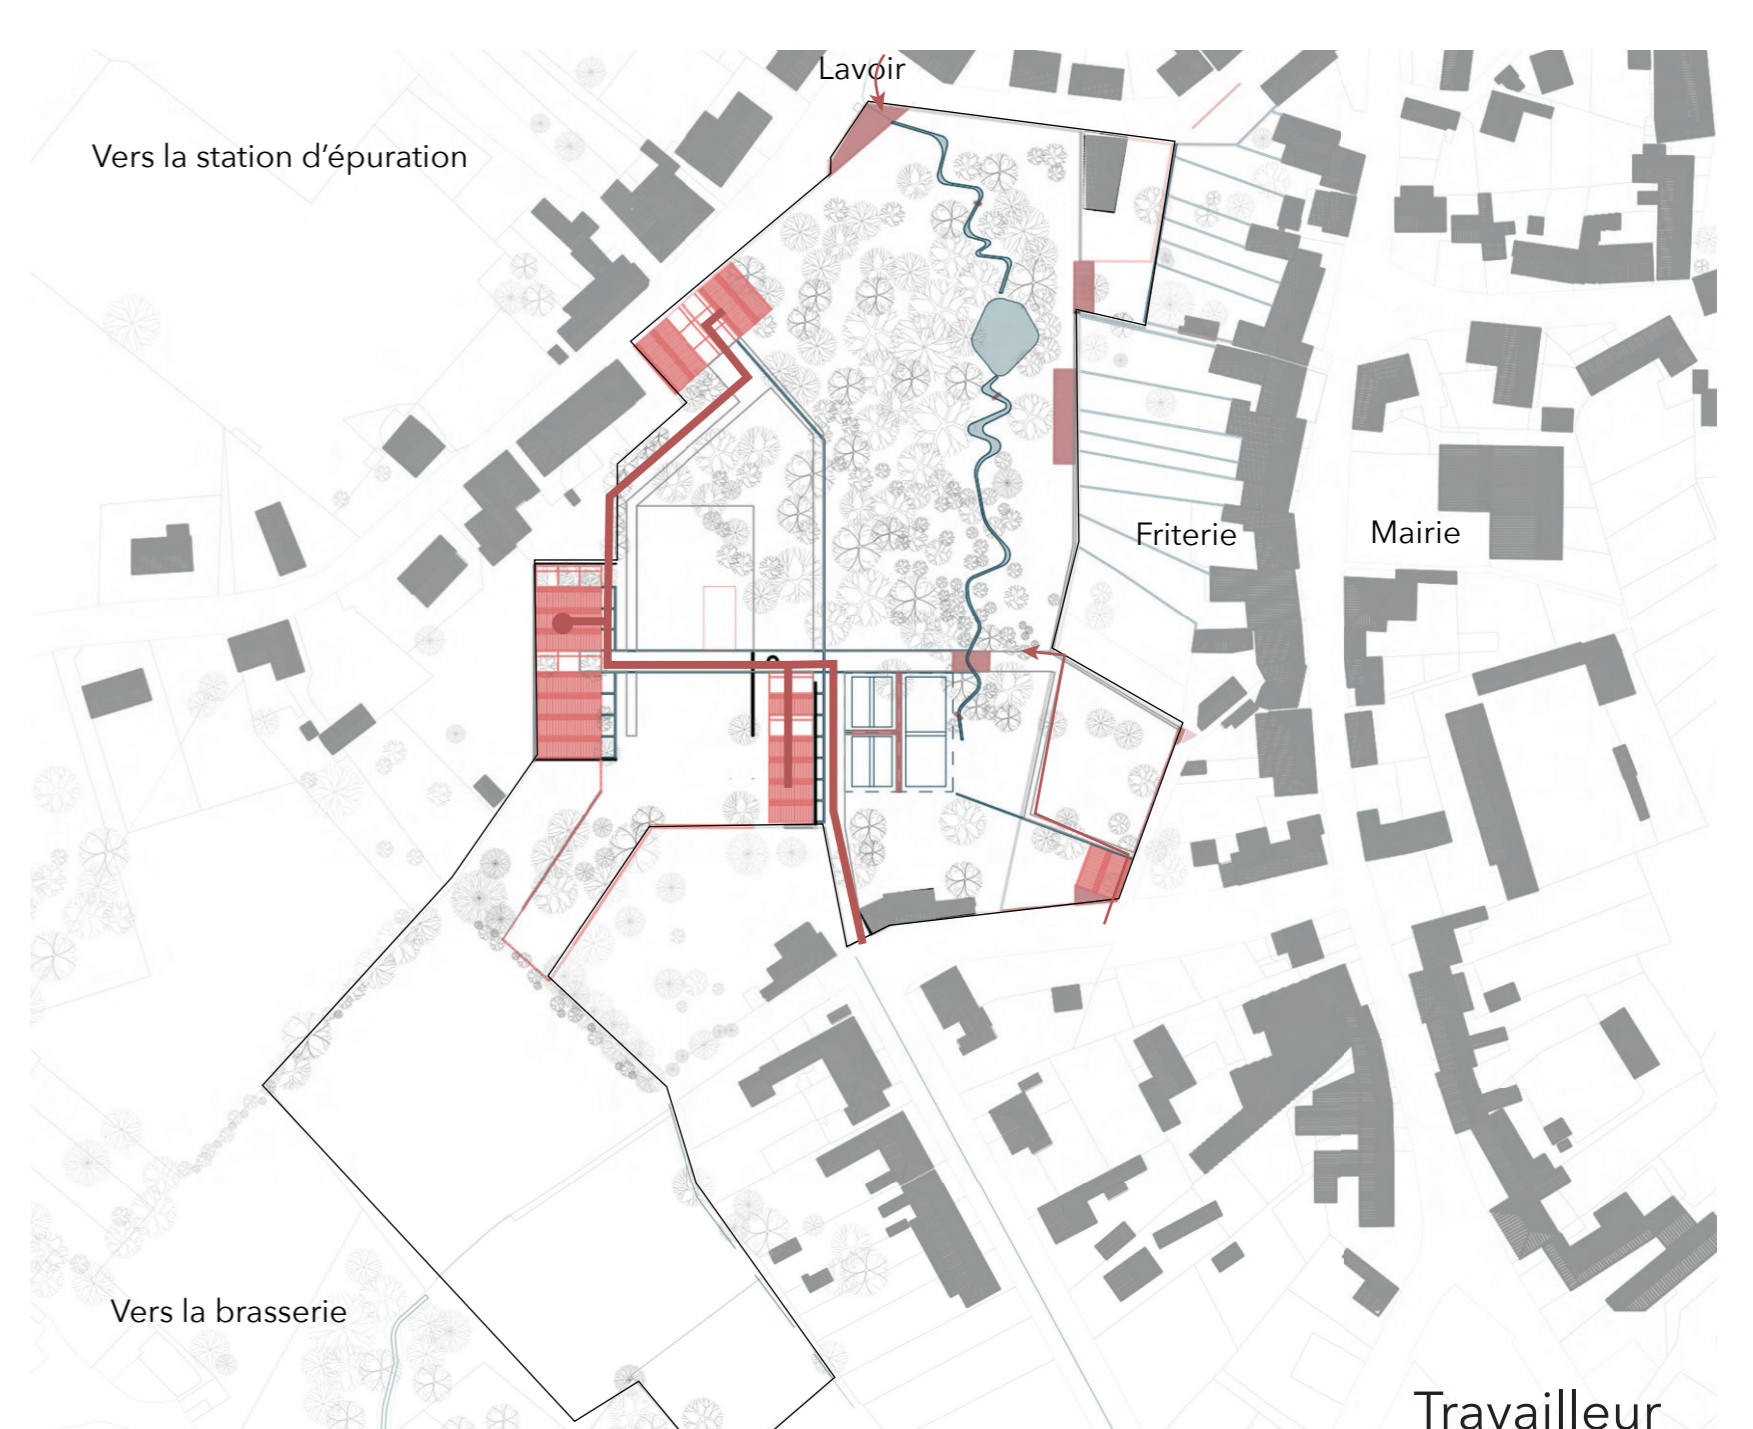 Lavoir
Vers la station d'épuration
Friterie
Mairie
Vers la brasserie
Travailleur